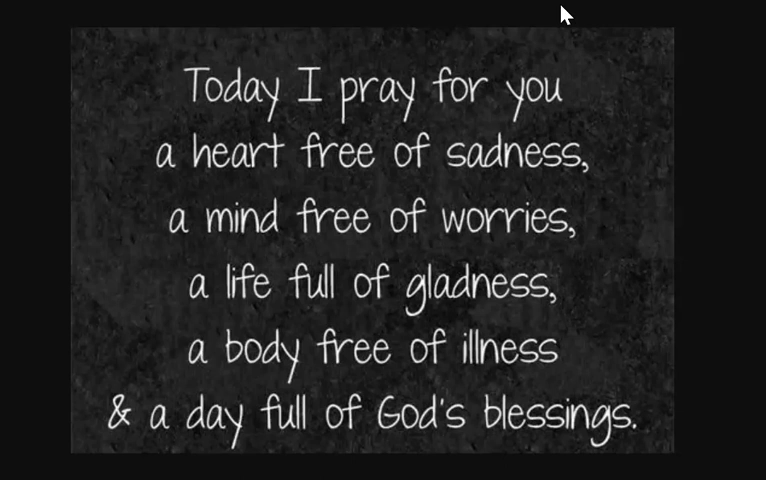 Today I pray for you
a heart free of sadness,
a mind free of worries,
a life full of gladness,
a body free of illness
& a day full of God's blessings.